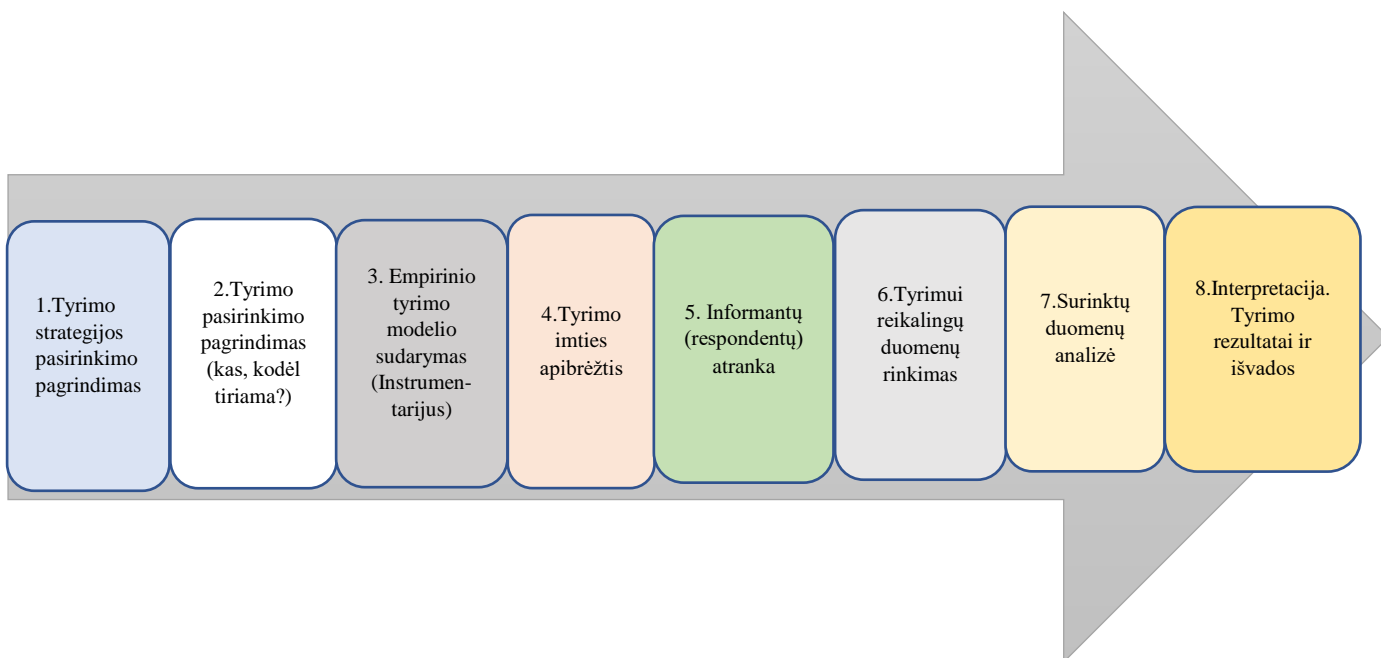 1.Tyrimo
strategijos
pasirinkimo
pagrindimas
2.Tyrimo
pasirinkimo
pagrindimas
(kas, kodėl
tiriama?)
3. Empirinio
tyrimo
modelio
sudarymas
(Instrumen-
tarijus)
4.Tyrimo
imties
apibrėžtis
5. Informantų
(respondentų)
atranka
6.Tyrimui
reikalingų
duomenų
rinkimas
7.Surinktų
duomenų
analizė
8.Interpretacija.
Tyrimo
rezultatai ir
išvados